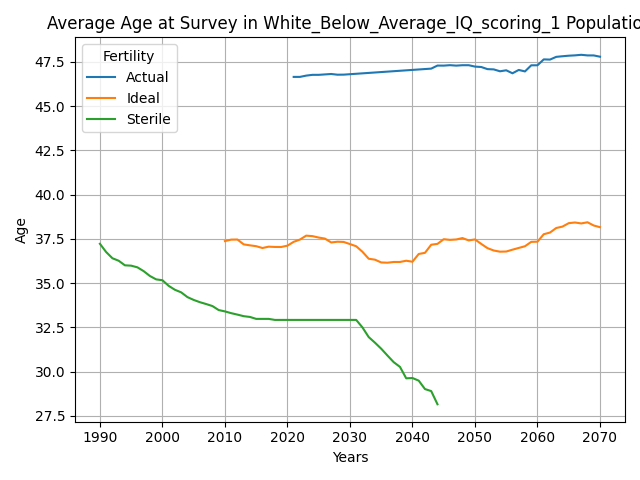 Average Age at Survey in White_Below_Average_IQ_scoring_1 Populatio
Fertility
Actual
Ideal
Sterile
47.5
45.0
42.5
40.0
37.5
35.0
32.5
30.0
27.5
Age
1990 2000 2010 2020 2030 2040 2050 2060 2070
Years